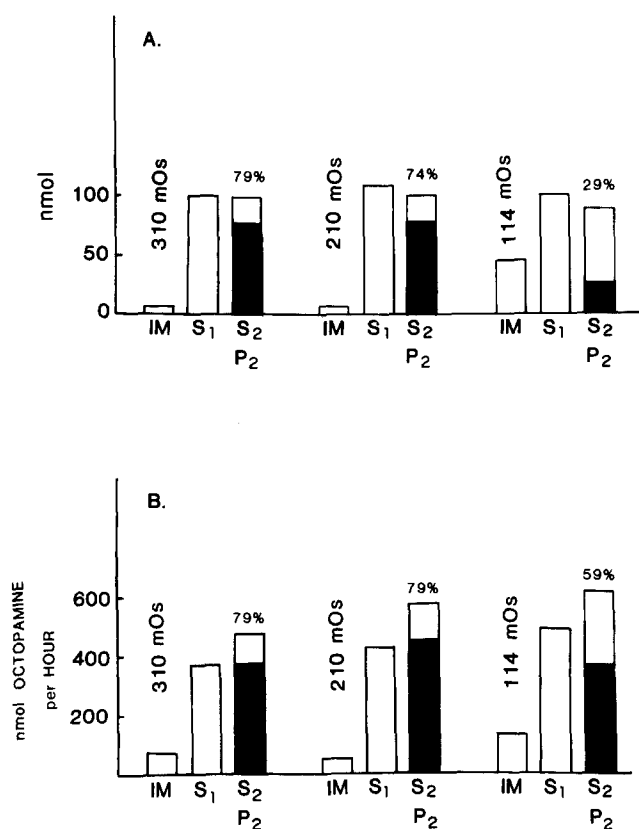 A.
nmol
100
50
0
310 mOs
210 mOs
114 mOs
79%
74%
29%
IM S1 S2 IM S1 S2 IM S1 S2
P2 P2 P2
B.
nmol OCTOPAMINE
per HOUR
600
400
200
310 mOs
210 mOs
114 mOs
79%
79%
59%
IM S1 S2 IM S1 S2 IM S1 S2
P2 P2 P2